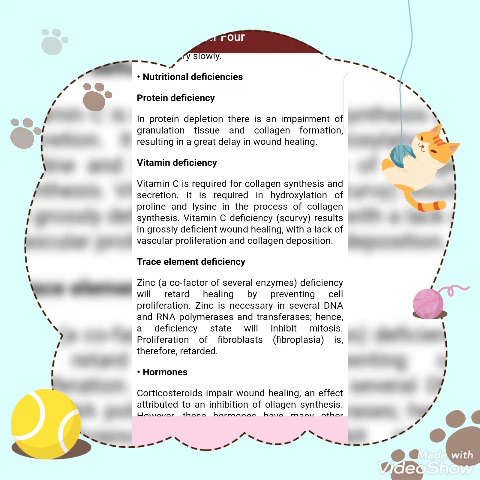 Four
slowly.
• Nutritional deficiencies
Protein deficiency
In protein depletion there is an impairment of
granulation tissue and collagen formation,
resulting in a great delay in wound healing.
Vitamin deficiency
Vitamin C is required for collagen synthesis and
secretion. It is required in hydroxylation of
proline and lysine in the process of collagen
synthesis. Vitamin C deficiency (scurvy) results
in grossly deficient wound healing, with a lack of
vascular proliferation and collagen deposition.
Trace element deficiency
Zinc (a co-factor of several enzymes) deficiency
will retard healing by preventing cell
proliferation. Zinc is necessary in several DNA
and RNA polymerases and transferases; hence,
a deficiency state will inhibit mitosis.
Proliferation of fibroblasts (fibroplasia) is,
therefore, retarded.
• Hormones
Corticosteroids impair wound healing, an effect
attributed to an inhibition of ollagen synthesis.
However, these hormones have many other
Made with
VideoShow